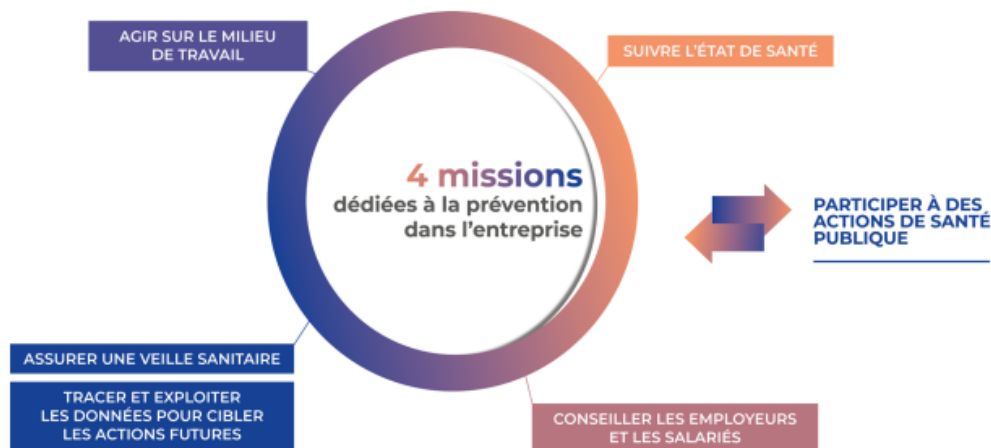 AGIR SUR LE MILIEU
DE TRAVAIL
SUIVRE L'ÉTAT DE SANTÉ
4 missions
dédiées à la prévention
dans l'entreprise
PARTICIPER À DES
ACTIONS DE SANTÉ
PUBLIQUE
ASSURER UNE VEILLE SANITAIRE
TRACER ET EXPLOITER
LES DONNÉES POUR CIBLER
LES ACTIONS FUTURES
CONSEILLER LES EMPLOYEURS
ET LES SALARIÉS